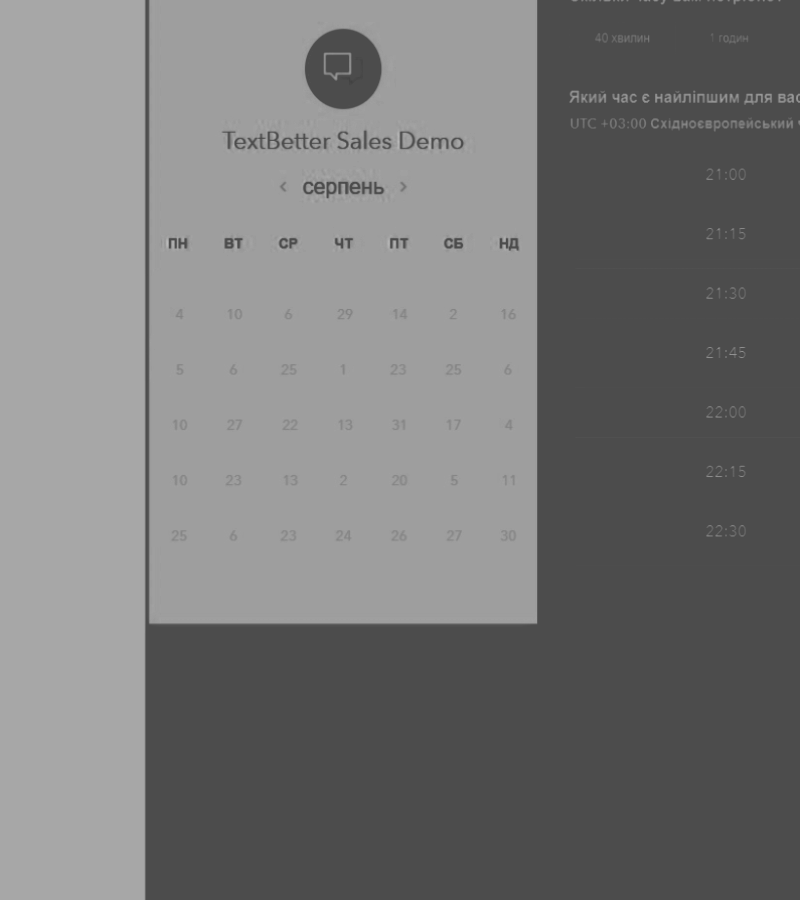 40 хвилин 1 годин
TextBetter Sales Demo
серпень
ПН ВТ СР ЧТ ПТ СБ НД
4 10 6 29 14 2 16
5 6 25 1 23 25 6
10 27 22 13 31 17 4
10 23 13 2 20 5 11
25 6 23 24 26 27 30
Який час є найліпшим для вас
UTC +03:00 Східноєвропейський
21:00
21:15
21:30
21:45
22:00
22:15
22:30